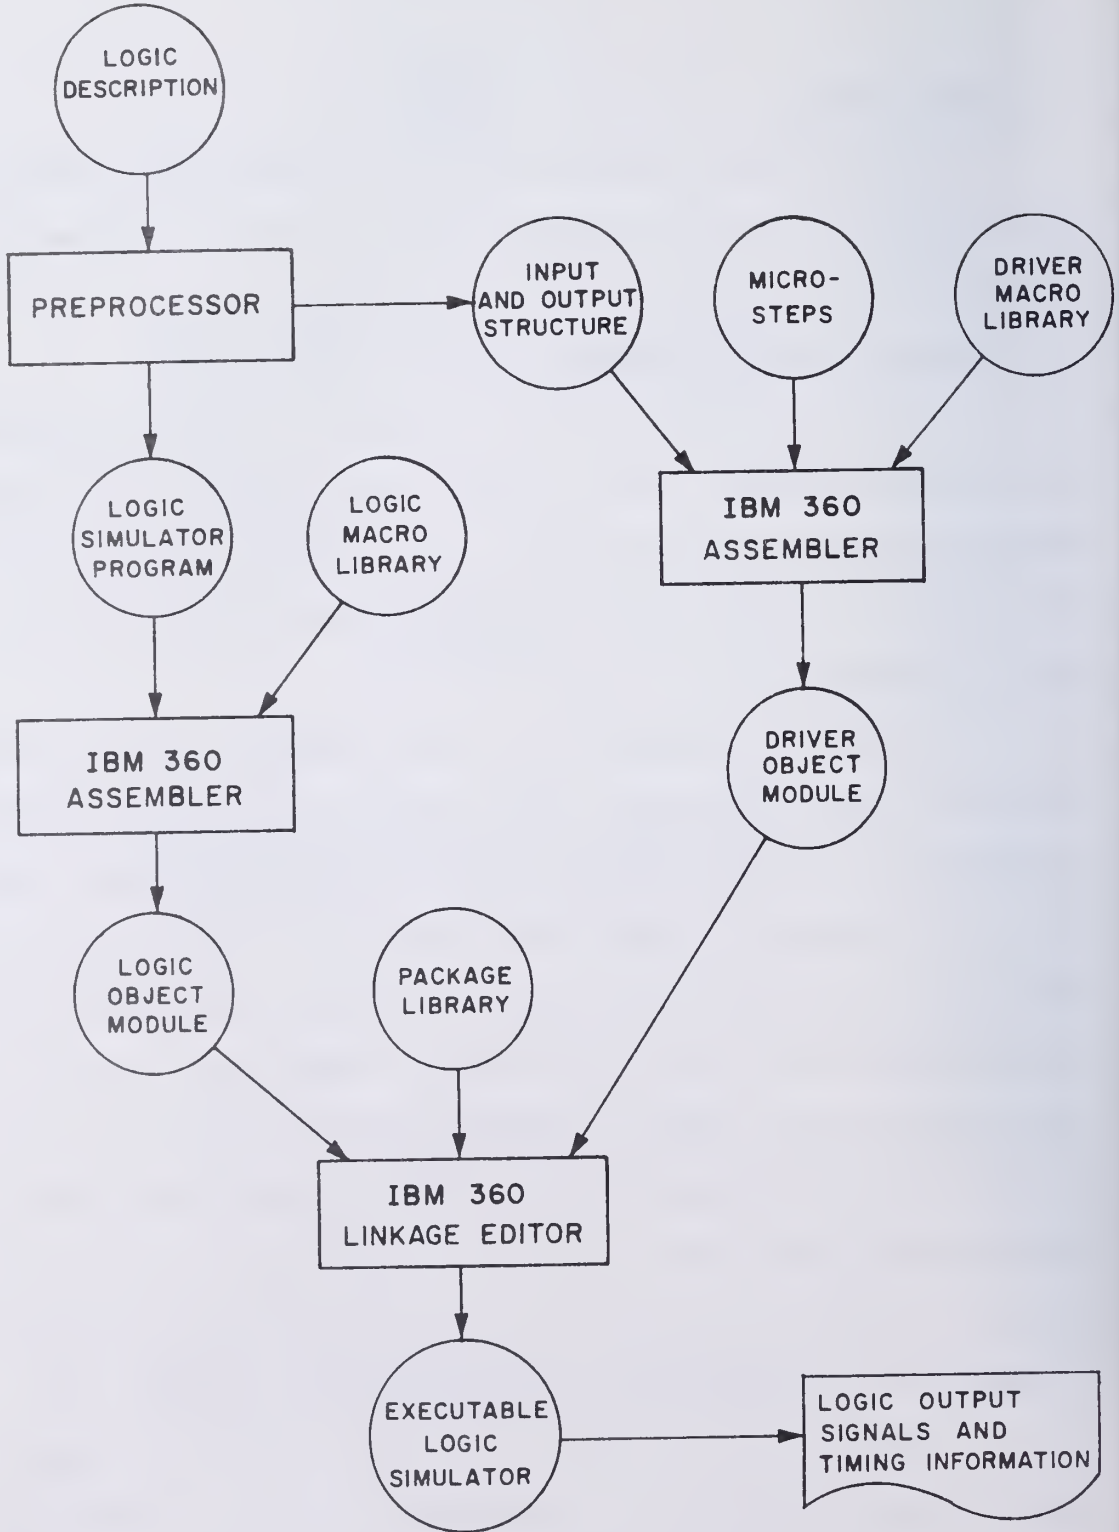 LOGIC
DESCRIPTION
PREPROCESSOR
INPUT
AND OUTPUT
STRUCTURE
MICRO-
STEPS
DRIVER
MACRO
LIBRARY
LOGIC
SIMULATOR
PROGRAM
LOGIC
MACRO
LIBRARY
IBM 360
ASSEMBLER
IBM 360
ASSEMBLER
DRIVER
OBJECT
MODULE
LOGIC
OBJECT
MODULE
PACKAGE
LIBRARY
IBM 360
LINKAGE EDITOR
EXECUTABLE
LOGIC
SIMULATOR
LOGIC OUTPUT
SIGNALS AND
TIMING INFORMATION